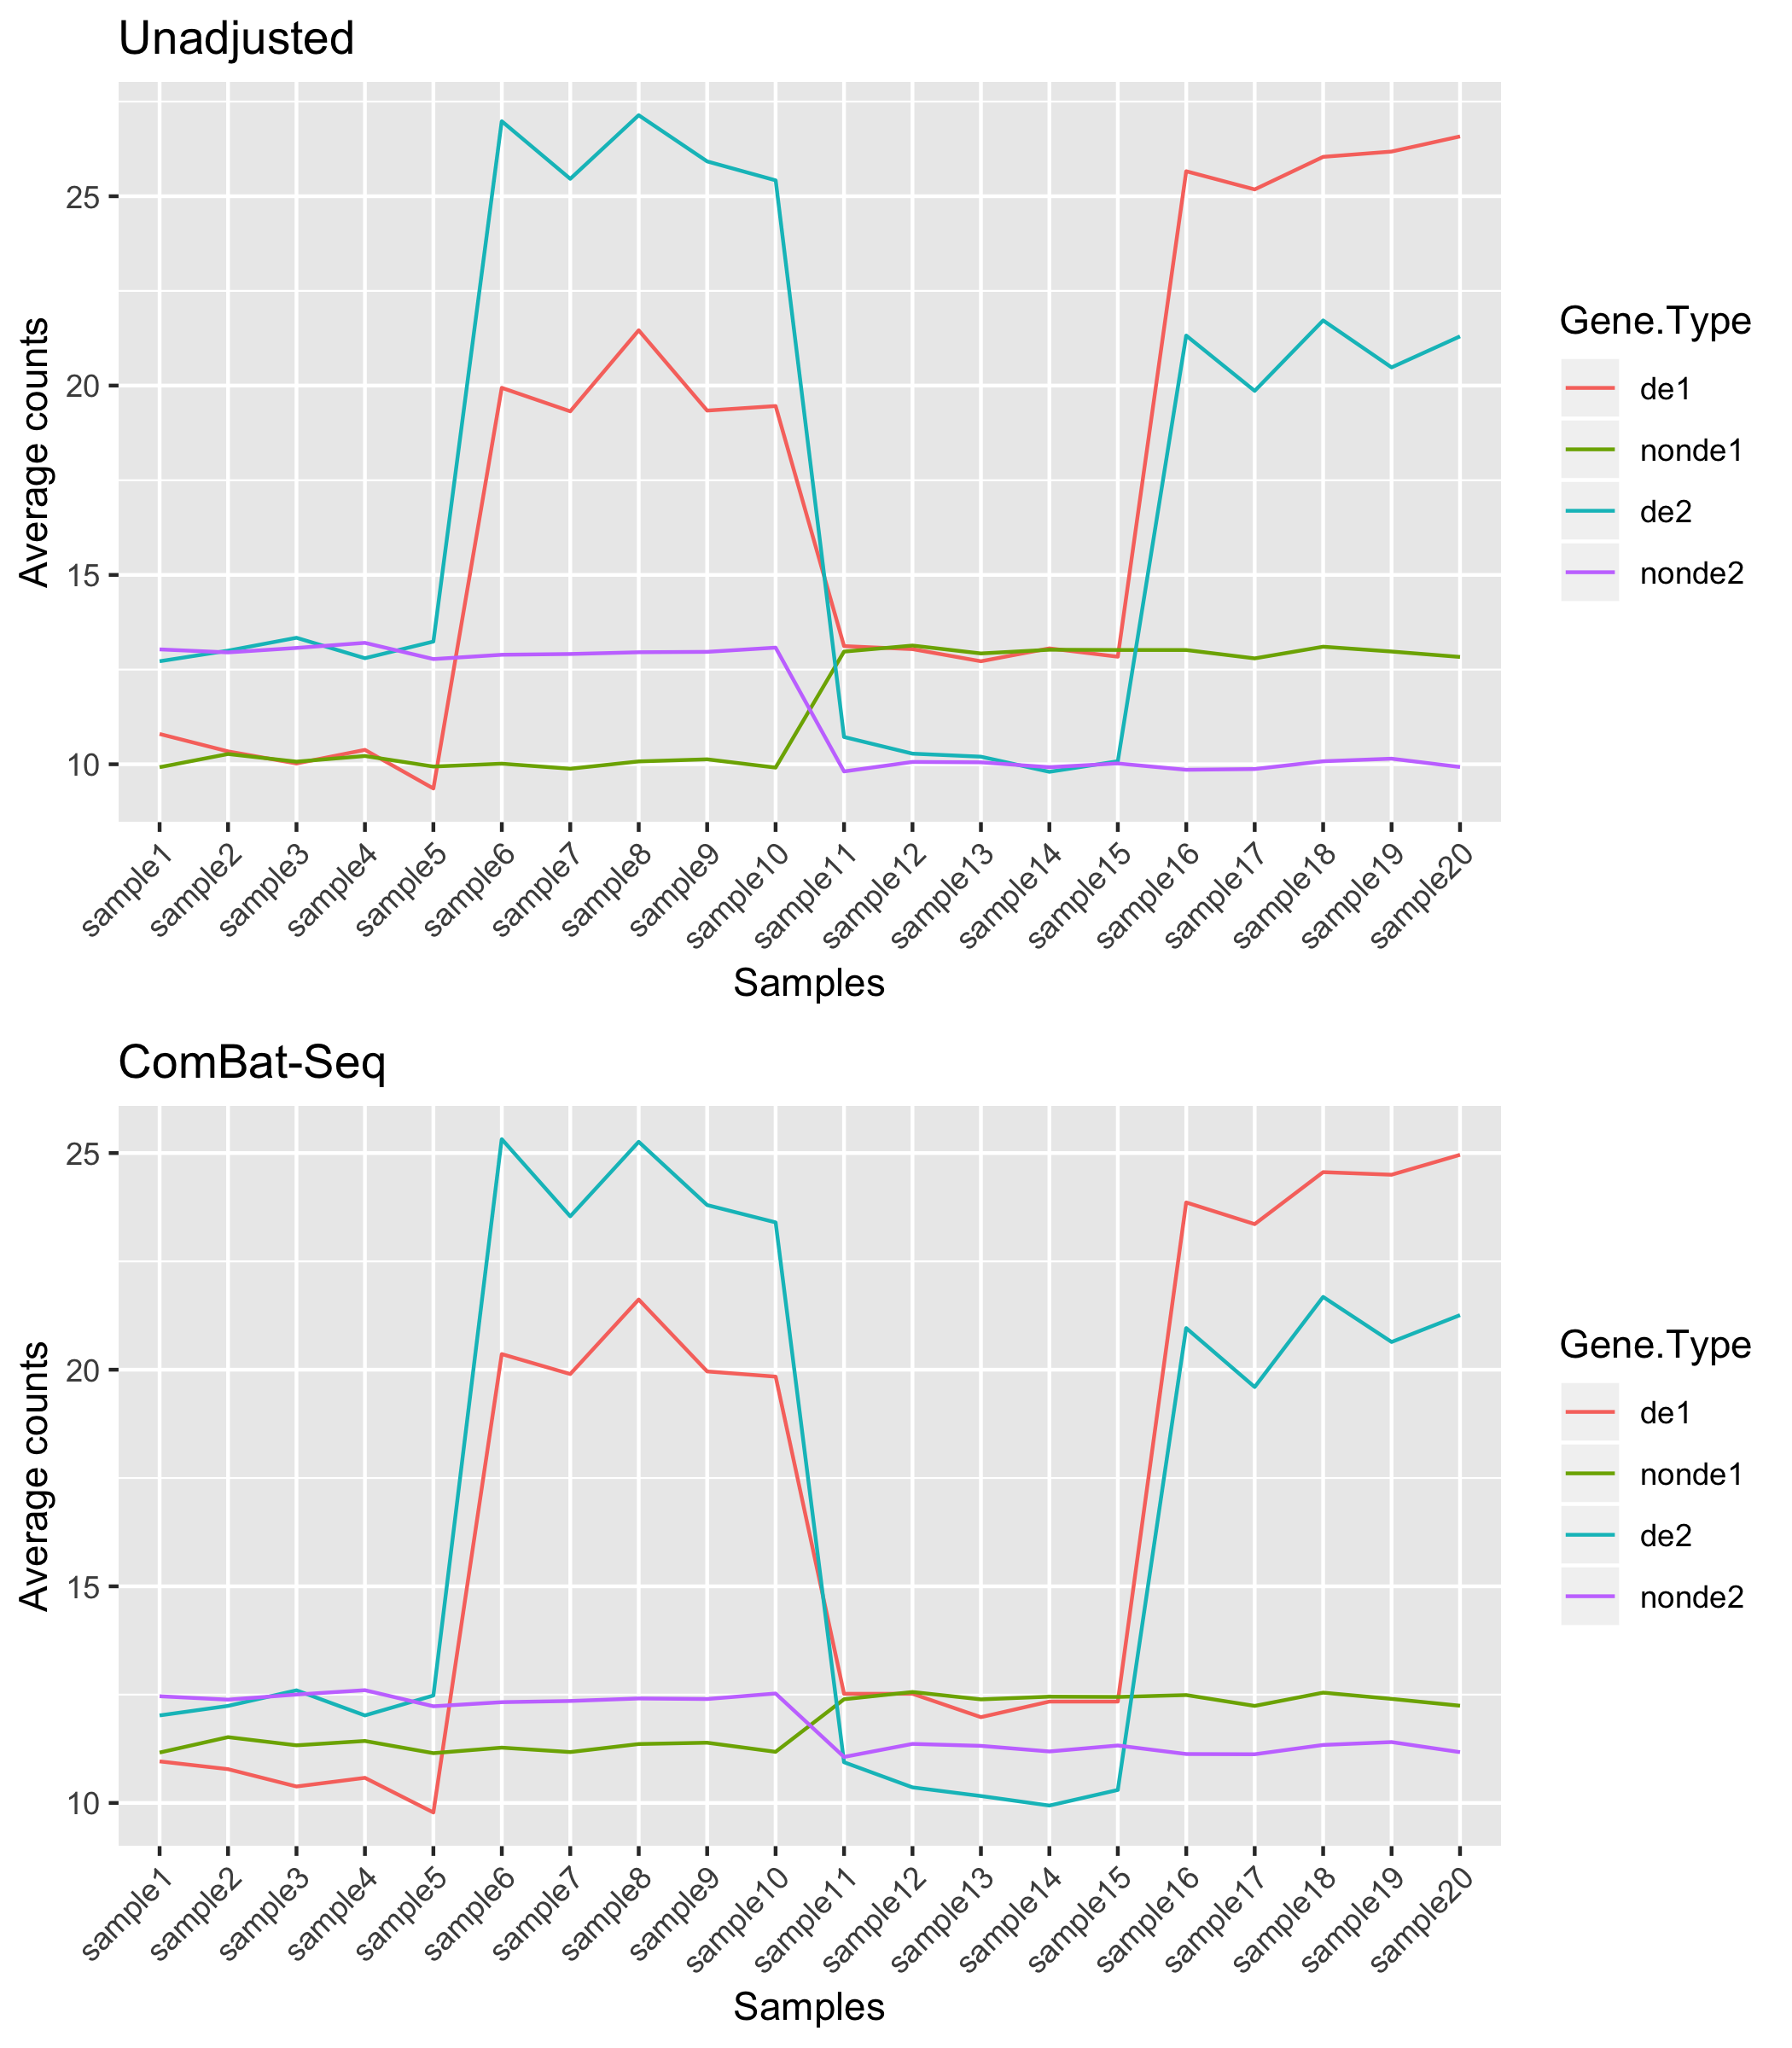 Unadjusted
Average counts
25
20
15
10
sample1
sample2
sample3
sample4
sample5
sample6
sample7
sample8
sample9
sample10
sample11
sample12
sample13
sample14
sample15
sample16
sample17
sample18
sample19
sample20
Samples
Gene.Type
de1
nonde1
de2
nonde2
ComBat-Seq
Average counts
25
20
15
10
sample1
sample2
sample3
sample4
sample5
sample6
sample7
sample8
sample9
sample10
sample11
sample12
sample13
sample14
sample15
sample16
sample17
sample18
sample19
sample20
Samples
Gene.Type
de1
nonde1
de2
nonde2